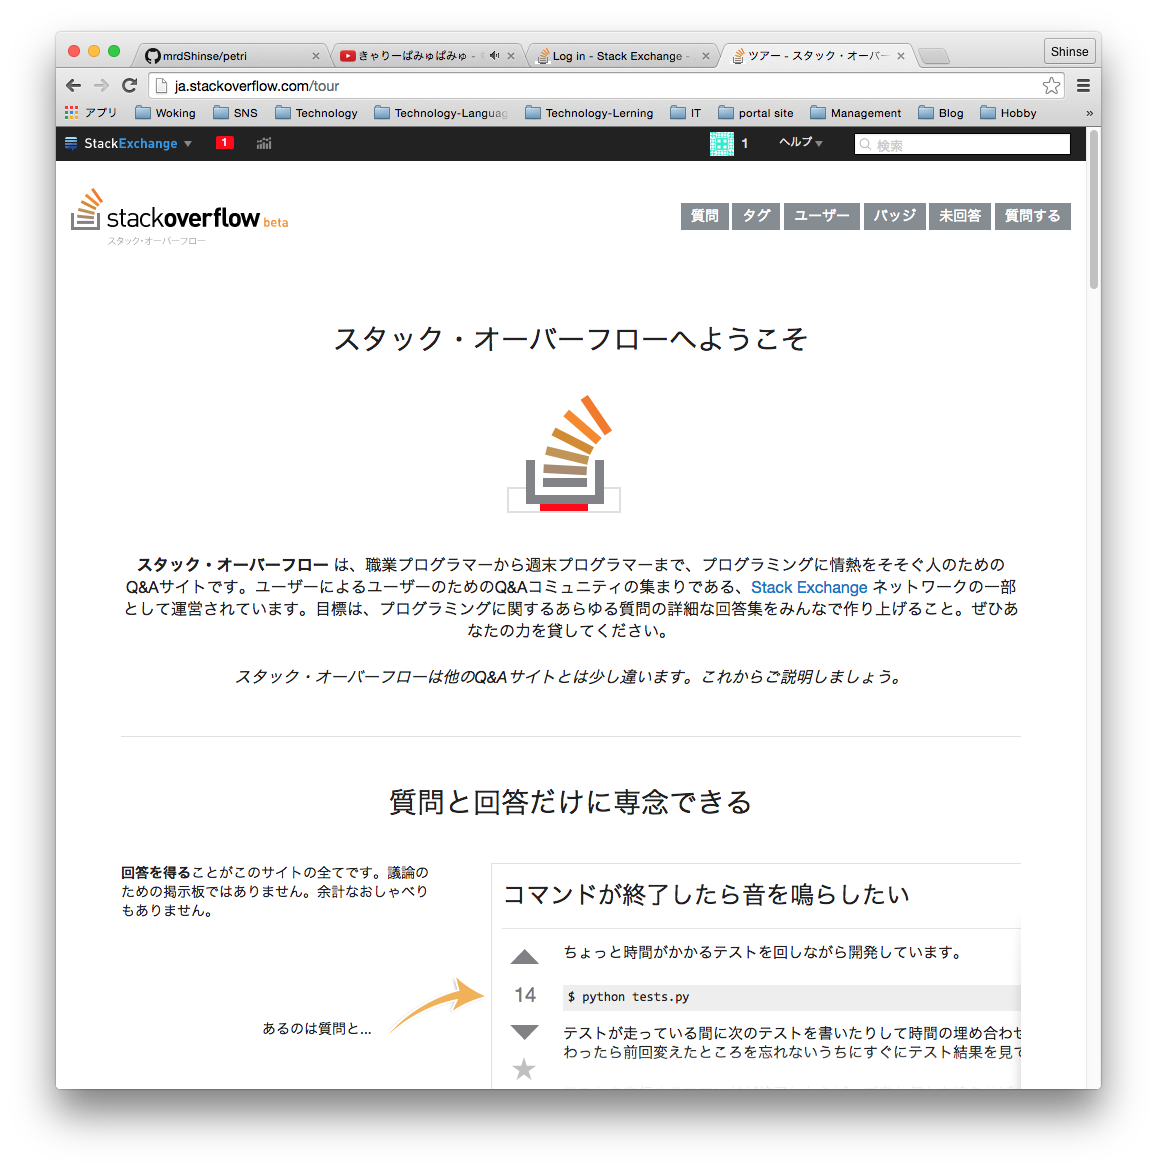 mrdShinse/petri
きゃりーぱみゅぱみゅ -
Log in - Stack Exchange -
ツアー - スタック・オーバー
Shinse
ja.stackoverflow.com/tour
アプリ
Woking
SNS
Technology
Technology-Languag
Technology-Lerning
IT
portal site
Management
Blog
Hobby
»
StackExchange
1
1
ヘルプ
検索
stackoverflow beta
スタック・オーバーフロー
質問
タグ
ユーザー
バッジ
未回答
質問する
スタック・オーバーフローへようこそ
スタック・オーバーフロー は、職業プログラマーから週末プログラマーまで、プログラミングに情熱をそそぐ人のための
Q&Aサイトです。ユーザーによるユーザーのためのQ&Aコミュニティの集まりである、Stack Exchange ネットワークの一部
として運営されています。目標は、プログラミングに関するあらゆる質問の詳細な回答集をみんなで作り上げること。ぜひあ
なたの力を貸してください。
スタック・オーバーフローは他のQ&Aサイトとは少し違います。これからご説明しましょう。
質問と回答だけに専念できる
回答を得ることがこのサイトの全てです。議論の
ための掲示板ではありません。余計なおしゃべり
もありません。
あるのは質問と...
コマンドが終了したら音を鳴らしたい
ちょっと時間がかかるテストを回しながら開発しています。
14
$ python tests.py
テストが走っている間に次のテストを書いたりして時間の埋め合わせ
わったら前回変えたところを忘れないうちにすぐにテスト結果を見て